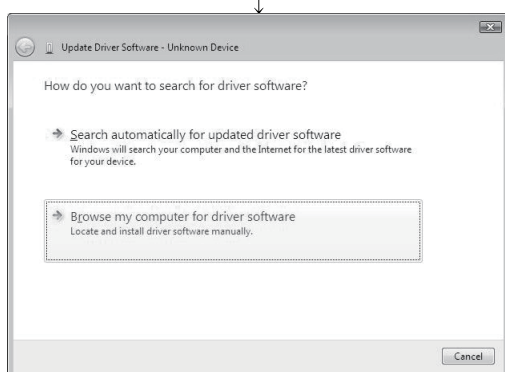 Update Driver Software - Unknown Device
How do you want to search for driver software?
Search automatically for updated driver software
Windows will search your computer and the Internet for the latest driver software
for your device.
Browse my computer for driver software
Locate and install driver software manually.
Cancel